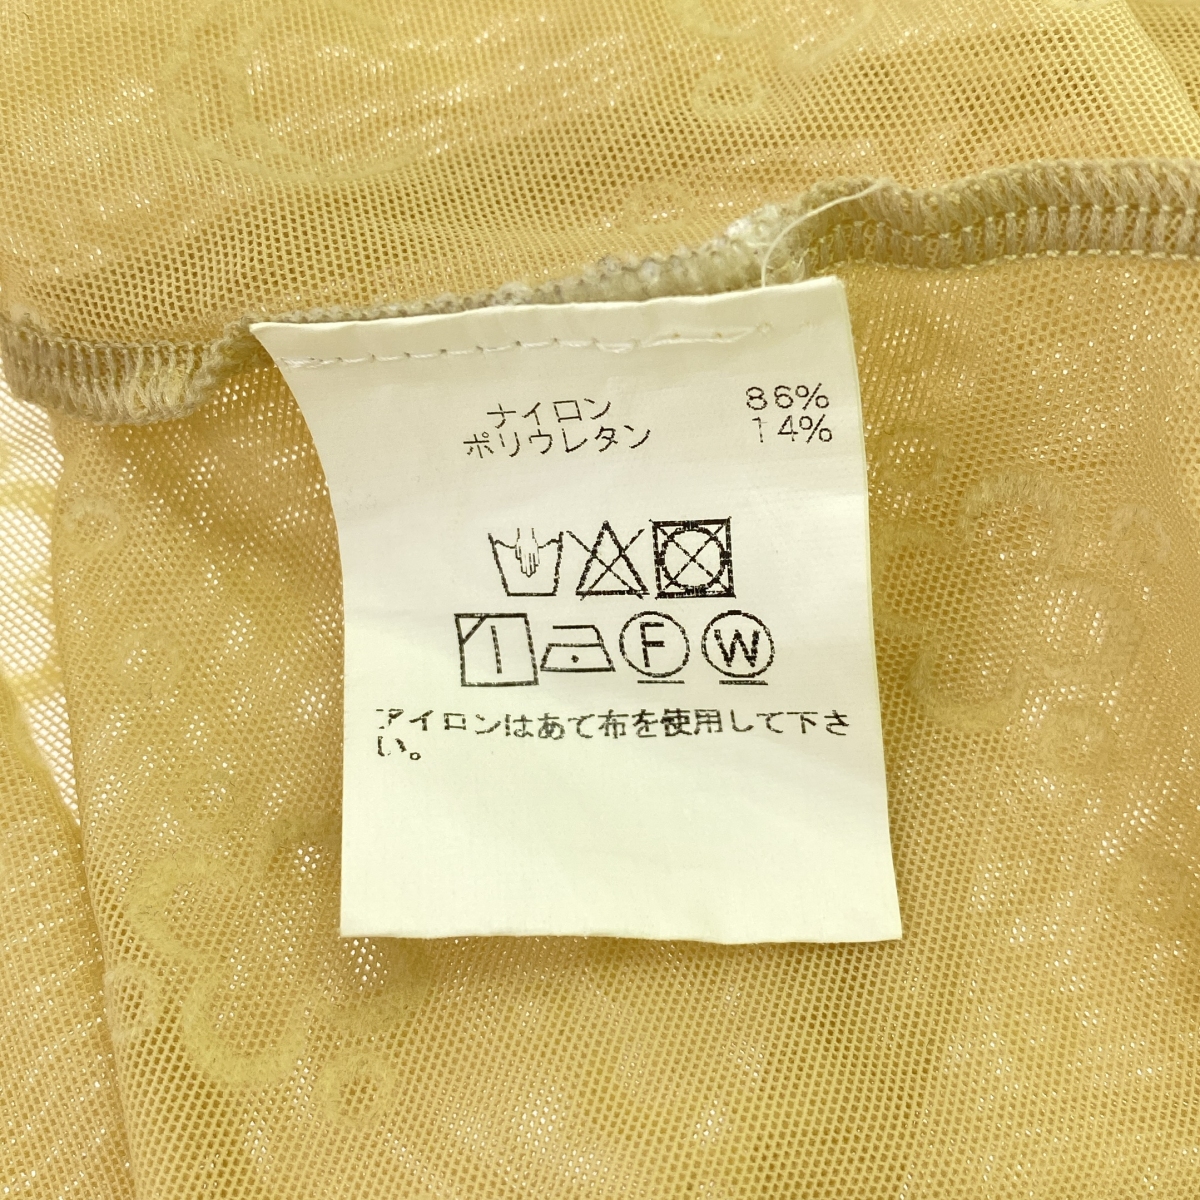 ナイロン 86%
ポリウレタン 14%
F W
アイロンはあて布を使用して下さ
い。